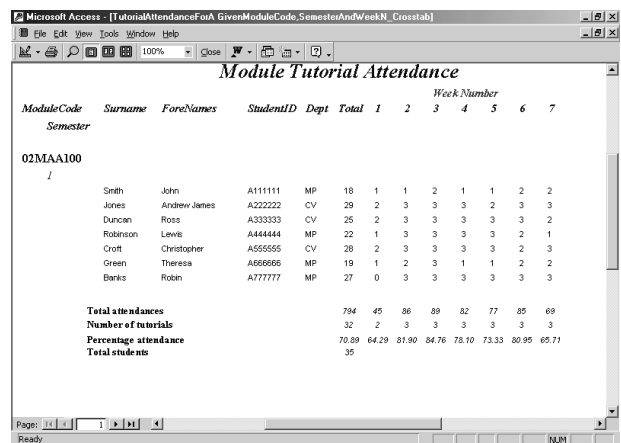 Microsoft Access - [TutorialAttendanceForA GivenModuleCode,SemesterAndWeekN_Crosstab]
File Edit View Tools Window Help
100% Close
Module Tutorial Attendance
Week Number
ModuleCode Surname ForeNames StudentID Dept Total 1 2 3 4 5 6 7
Semester
02MAA100
1
Smith John A111111 MP 18 1 1 2 1 1 2 2
Jones Andrew James A222222 CV 29 2 3 3 3 2 3 3
Duncan Ross A333333 CV 25 2 3 3 3 3 3 2
Robinson Lewis A444444 MP 22 1 3 3 3 3 2 1
Croft Christopher A555555 CV 28 2 3 3 3 3 2 3
Green Theresa A666666 MP 19 1 2 3 1 1 2 2
Banks Robin A777777 MP 27 0 3 3 3 3 3 3
Total attendances 794 45 86 89 82 77 85 69
Number of tutorials 32 2 3 3 3 3 3 3
Percentage attendance 70.89 64.29 81.90 84.76 78.10 73.33 80.95 65.71
Total students 35
Page: 1
Ready NUM